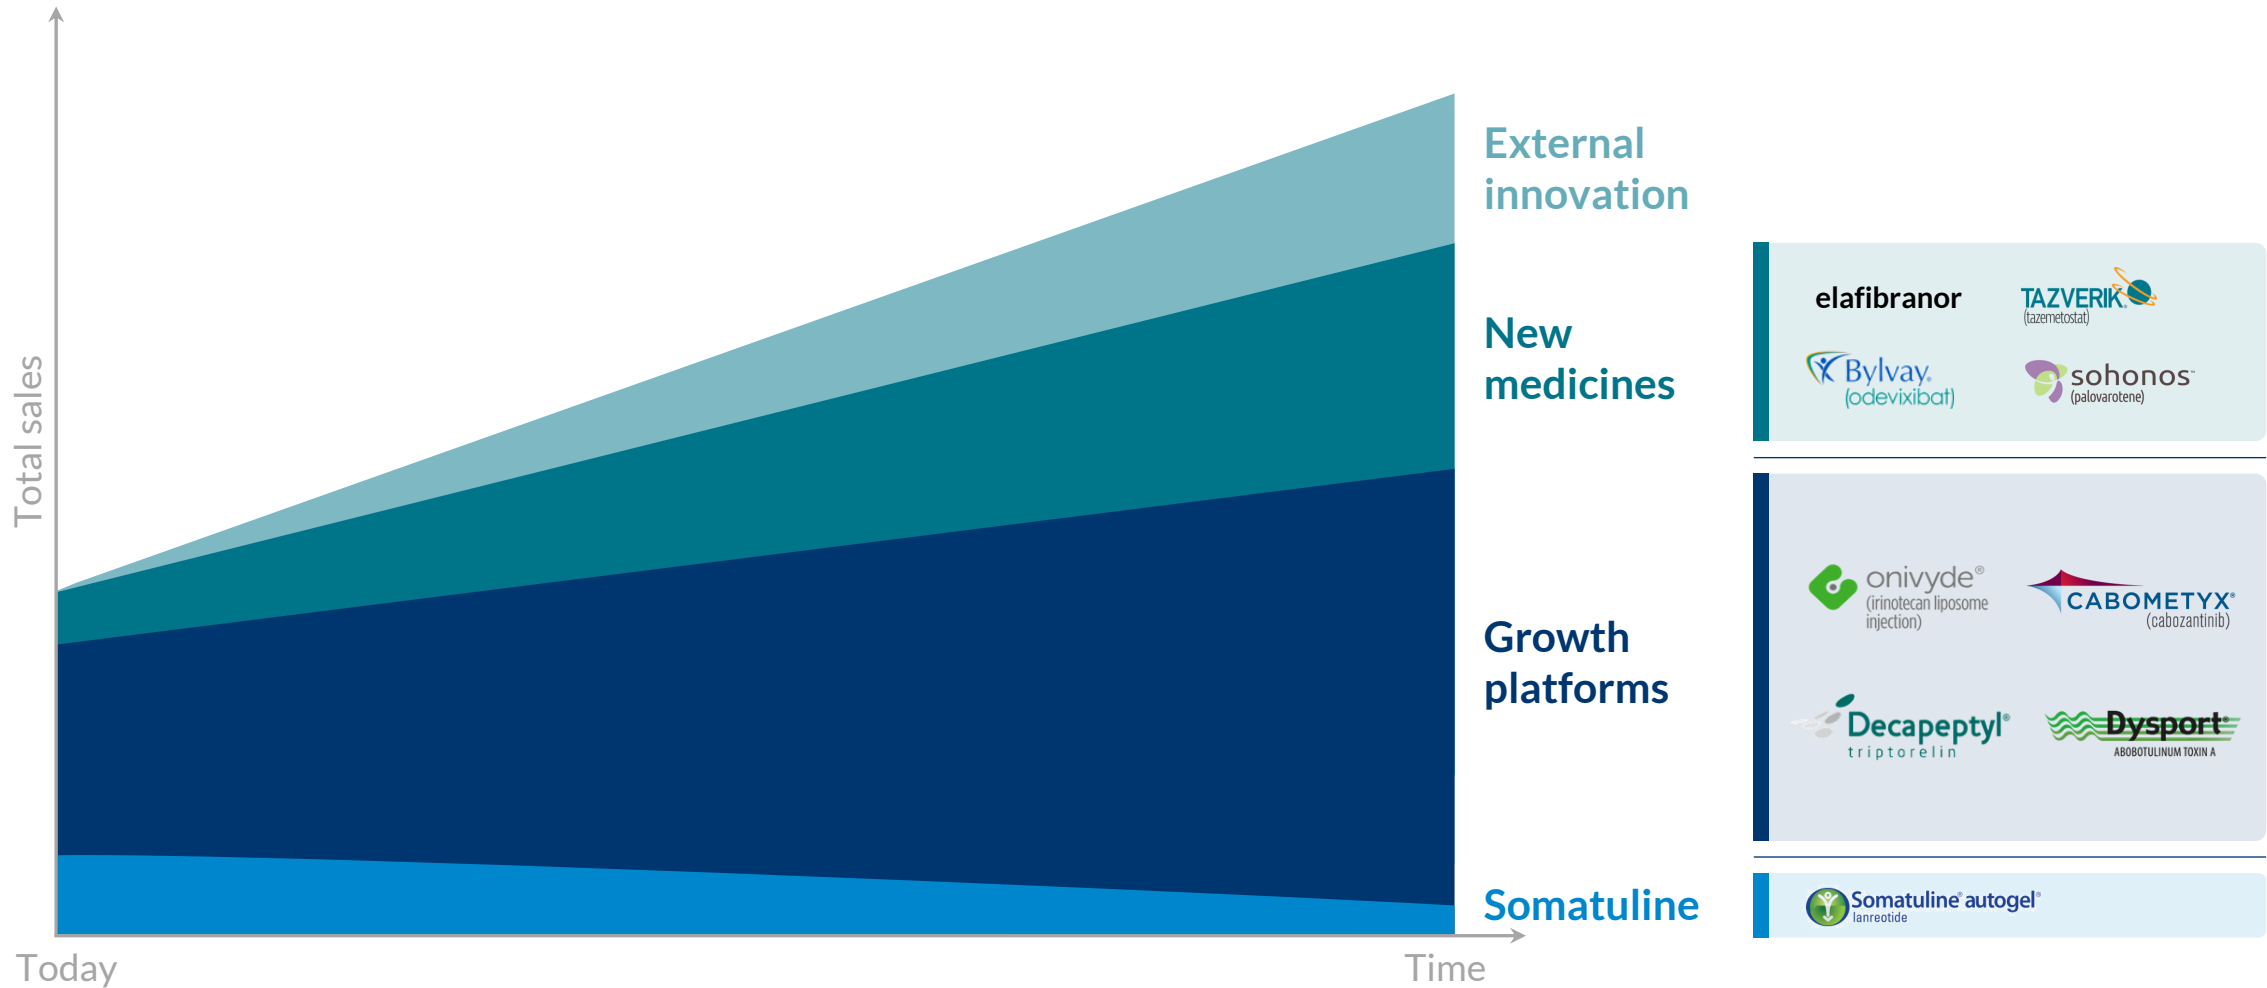 Total sales
Today
Time
External
innovation
New
medicines
Growth
platforms
Somatuline
elafibranor
TAZVERIK®
(tazemetostat)
Bylvay®
(odevixibat)
sohonos™
(palovarotene)
onivyde®
(irinotecan liposome
injection)
CABOMETYX®
(cabozantinib)
Decapeptyl®
triptorelin
Dysport®
ABOBOTULINUM TOXIN A
Somatuline® autogel®
lanreotide